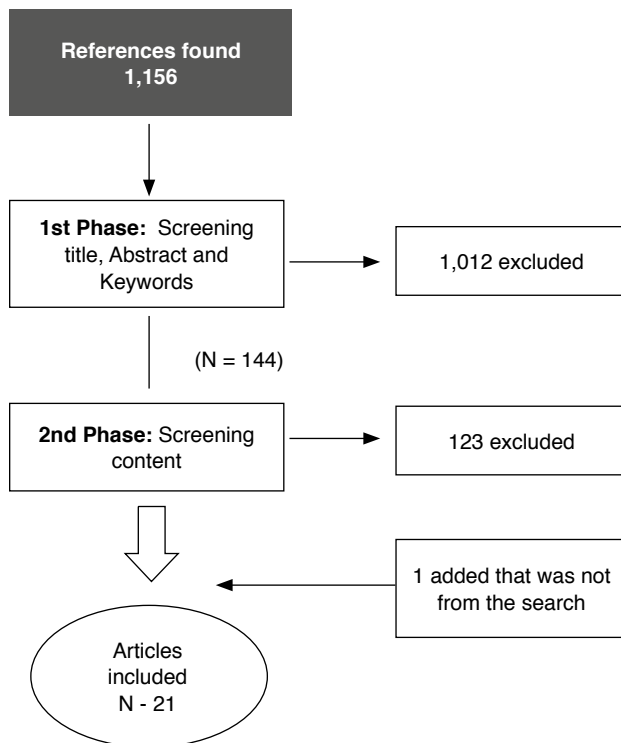 References found
1,156
1st Phase: Screening
title, Abstract and
Keywords
1,012 excluded
(N = 144)
2nd Phase: Screening
content
123 excluded
1 added that was not
from the search
Articles
included
N - 21